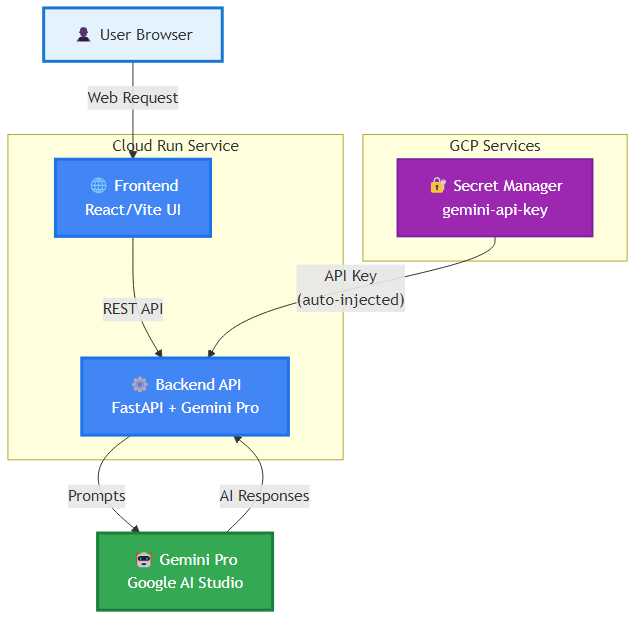 User Browser
Web Request
Cloud Run Service
GCP Services
Frontend
React/Vite UI
Secret Manager
gemini-api-key
API Key
(auto-injected)
REST API
Backend API
FastAPI + Gemini Pro
Prompts
AI Responses
Gemini Pro
Google AI Studio